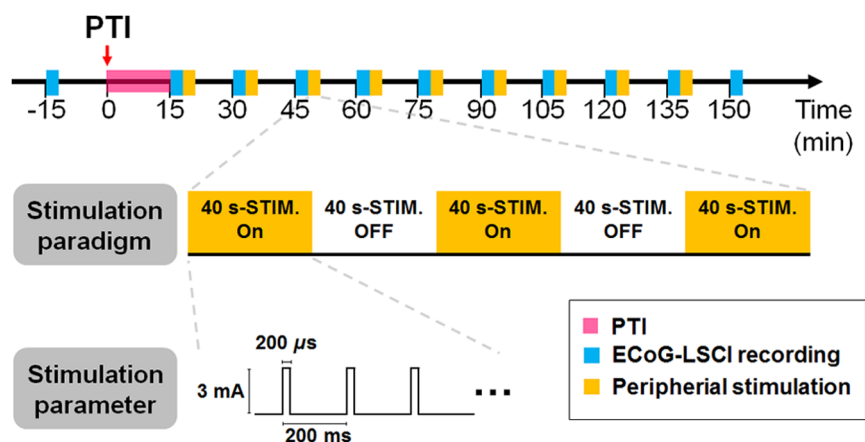 PTI
-15 0 15 30 45 60 75 90 105 120 135 150 Time
(min)
Stimulation
paradigm
40 s-STIM.
On
40 s-STIM.
OFF
40 s-STIM.
On
40 s-STIM.
OFF
40 s-STIM.
On
Stimulation
parameter
200 µs
3 mA
200 ms
...
PTI
ECoG-LSCI recording
Peripherial stimulation